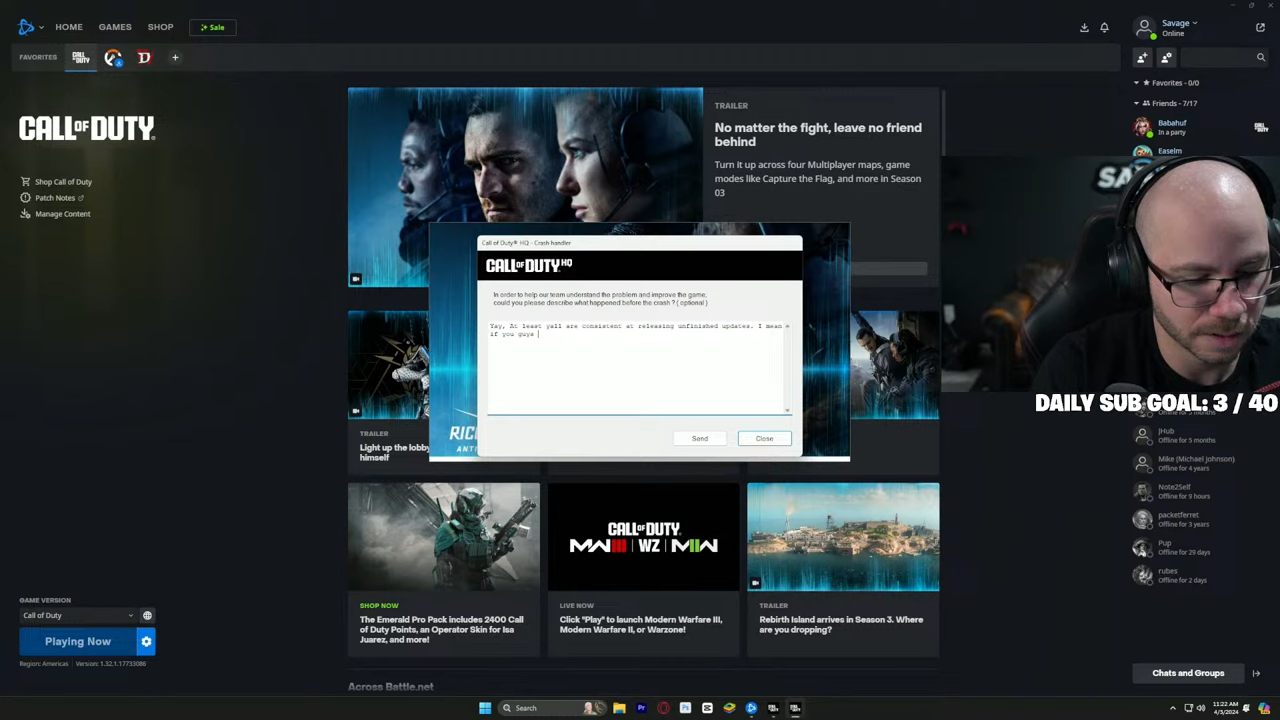 HOME GAMES SHOP Sale
Savage
Online
FAVORITES
Favorites - 0/0
Friends - 7/17
Babahuf
In a party
Easelm
CALL OF DUTY
Shop Call of Duty
Patch Notes
Manage Content
TRAILER
No matter the fight, leave no friend
behind
Turn it up across four Multiplayer maps, game
modes like Capture the Flag, and more in Season
03
Call of Duty® HQ - Crash handler
CALL OF DUTY HQ
In order to help our team understand the problem and improve the game,
could you please describe what happened before the crash ? ( optional )
Yay, At least yall are consistent at releasing unfinished updates. I mean
if you guys
Send Close
DAILY SUB GOAL: 3 / 40
JHub
Offline for 5 months
Mike (Michael Johnson)
Offline for 4 years
Note2Self
Offline for 9 hours
packetferret
Offline for 3 years
Pup
Offline for 29 days
rubes
Offline for 2 days
TRAILER
Light up the lobby
himself
CALL OF DUTY
MWIII | WZ | MWII
SHOP NOW
The Emerald Pro Pack includes 2400 Call
of Duty Points, an Operator Skin for Isa
Juarez, and more!
LIVE NOW
Click "Play" to launch Modern Warfare III,
Modern Warfare II, or Warzone!
TRAILER
Rebirth Island arrives in Season 3. Where
are you dropping?
GAME VERSION
Call of Duty
Playing Now
Region: Americas | Version: 1.32.1.17733086
Across Battle.net
Chats and Groups
Search
11:22 AM
4/3/2024